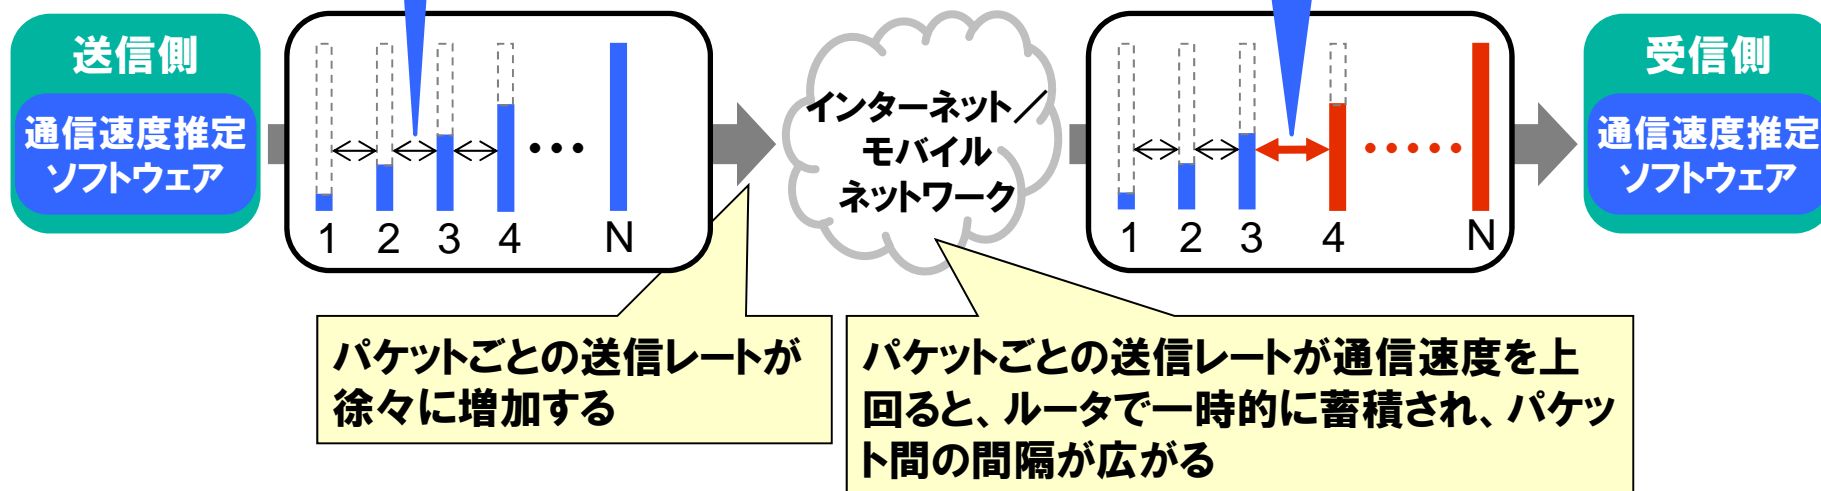 送信側
通信速度推定
ソフトウェア
1 2 3 4 ••• N
インターネット／
モバイル
ネットワーク
1 2 3 4 ••••• N
受信側
通信速度推定
ソフトウェア
パケットごとの送信レートが
徐々に増加する
パケットごとの送信レートが通信速度を上
回ると、ルータで一時的に蓄積され、パケッ
ト間の間隔が広がる